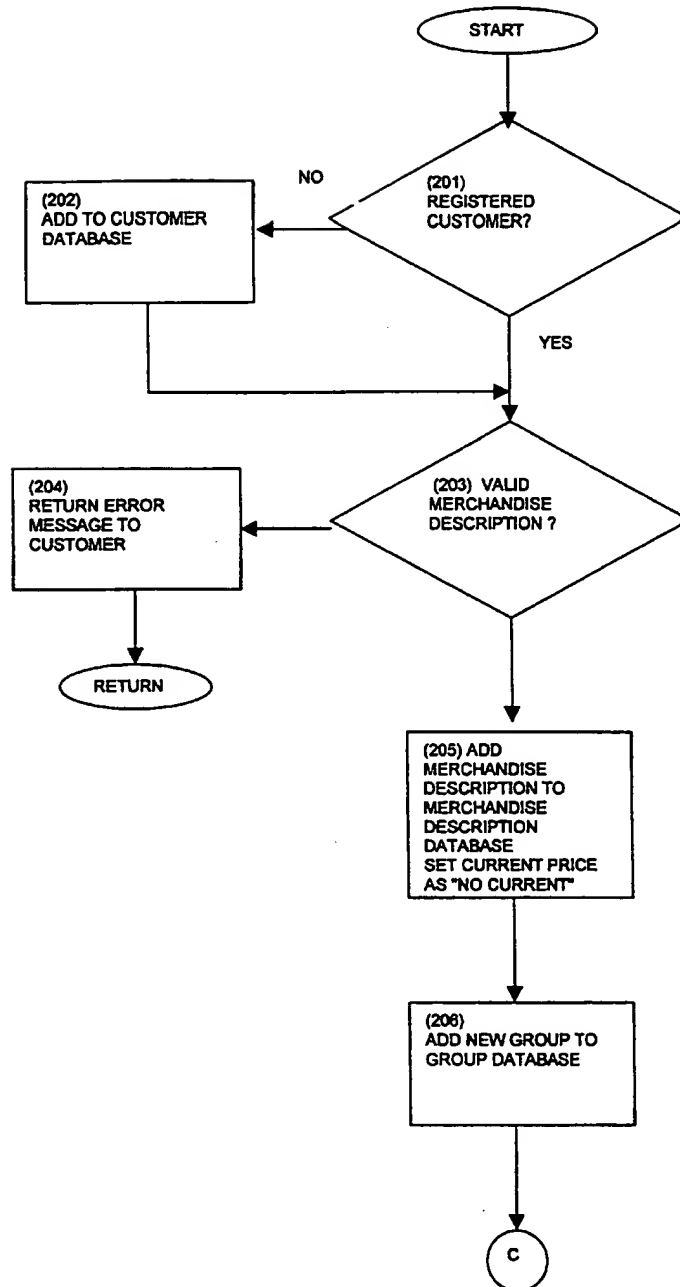 START
(201)
REGISTERED
CUSTOMER?
NO
(202)
ADD TO CUSTOMER
DATABASE
YES
(203) VALID
MERCHANDISE
DESCRIPTION ?
(204)
RETURN ERROR
MESSAGE TO
CUSTOMER
RETURN
(205) ADD
MERCHANDISE
DESCRIPTION TO
MERCHANDISE
DESCRIPTION
DATABASE
SET CURRENT PRICE
AS "NO CURRENT"
(206)
ADD NEW GROUP TO
GROUP DATABASE
C